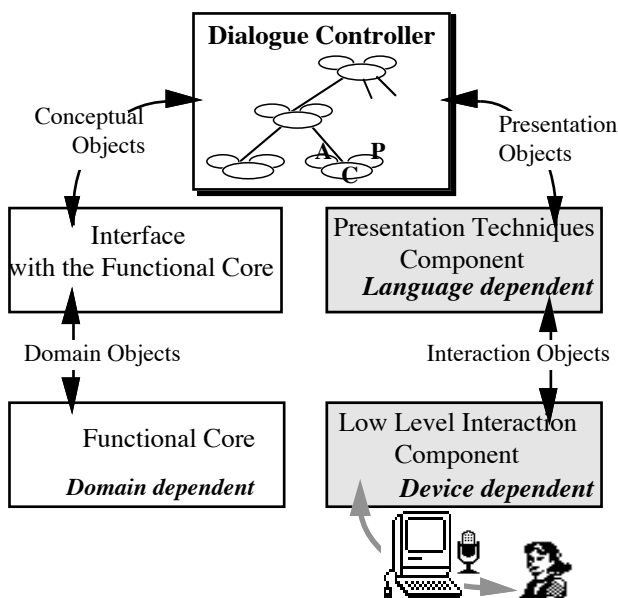 Dialogue Controller
A
P
C
Conceptual
Objects
Presentation
Objects
Interface
with the Functional Core
Presentation Techniques
Component
Language dependent
Domain Objects
Interaction Objects
Functional Core
Domain dependent
Low Level Interaction
Component
Device dependent